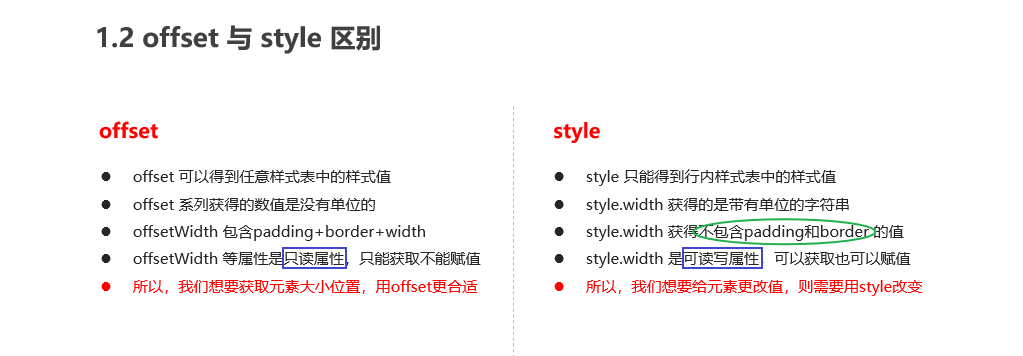 1.2 offset 与 style 区别
offset
● offset 可以得到任意样式表中的样式值
● offset 系列获得的数值是没有单位的
● offsetWidth 包含padding+border+width
● offsetWidth 等属性是只读属性，只能获取不能赋值
● 所以，我们想要获取元素大小位置，用offset更合适
style
● style 只能得到行内样式表中的样式值
● style.width 获得的是带有单位的字符串
● style.width 获得不包含padding和border 的值
● style.width 是可读写属性，可以获取也可以赋值
● 所以，我们想要给元素更改值，则需要用style改变